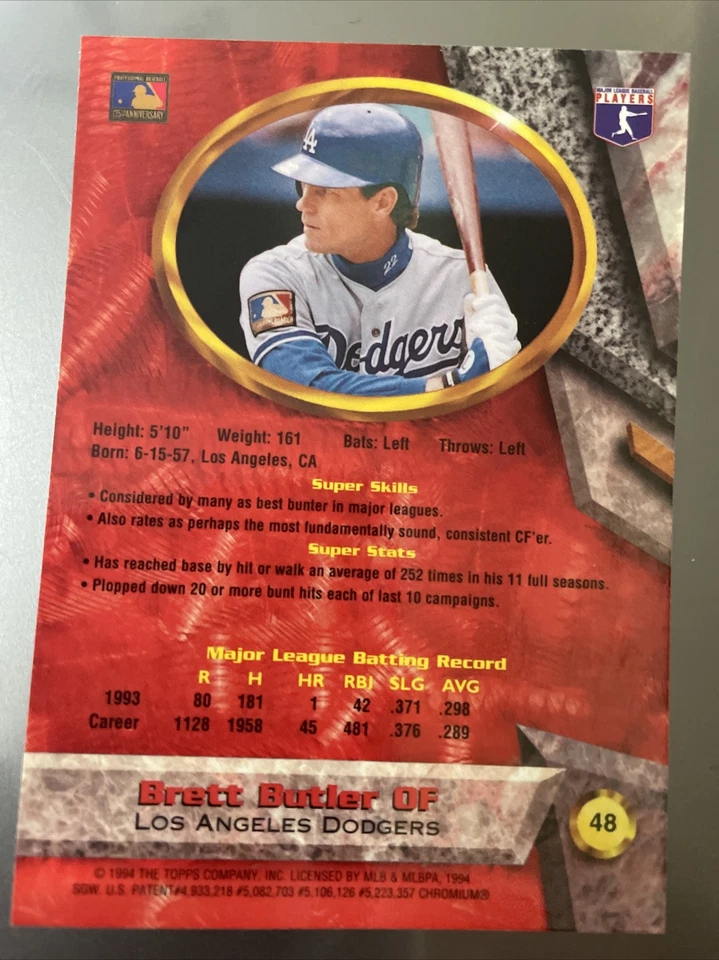 PROFESSIONAL BASEBALL
125th ANNIVERSARY
MAJOR LEAGUE BASEBALL
PLAYERS
LA
22
Dodgers
Height: 5'10" Weight: 161 Bats: Left Throws: Left
Born: 6-15-57, Los Angeles, CA
Super Skills
• Considered by many as best bunter in major leagues.
• Also rates as perhaps the most fundamentally sound, consistent CF'er.
Super Stats
• Has reached base by hit or walk an average of 252 times in his 11 full seasons.
• Plopped down 20 or more bunt hits each of last 10 campaigns.
Major League Batting Record
R H HR RBI SLG AVG
1993 80 181 1 42 .371 .298
Career 1128 1958 45 481 .376 .289
Brett Butler OF
LOS ANGELES DODGERS
48
© 1994 THE TOPPS COMPANY, INC. LICENSED BY MLB & MLBPA, 1994
SGW. U.S. PATENT#4,933,218 #5,082,703 #5,106,126 #5,223,357 CHROMIUM®